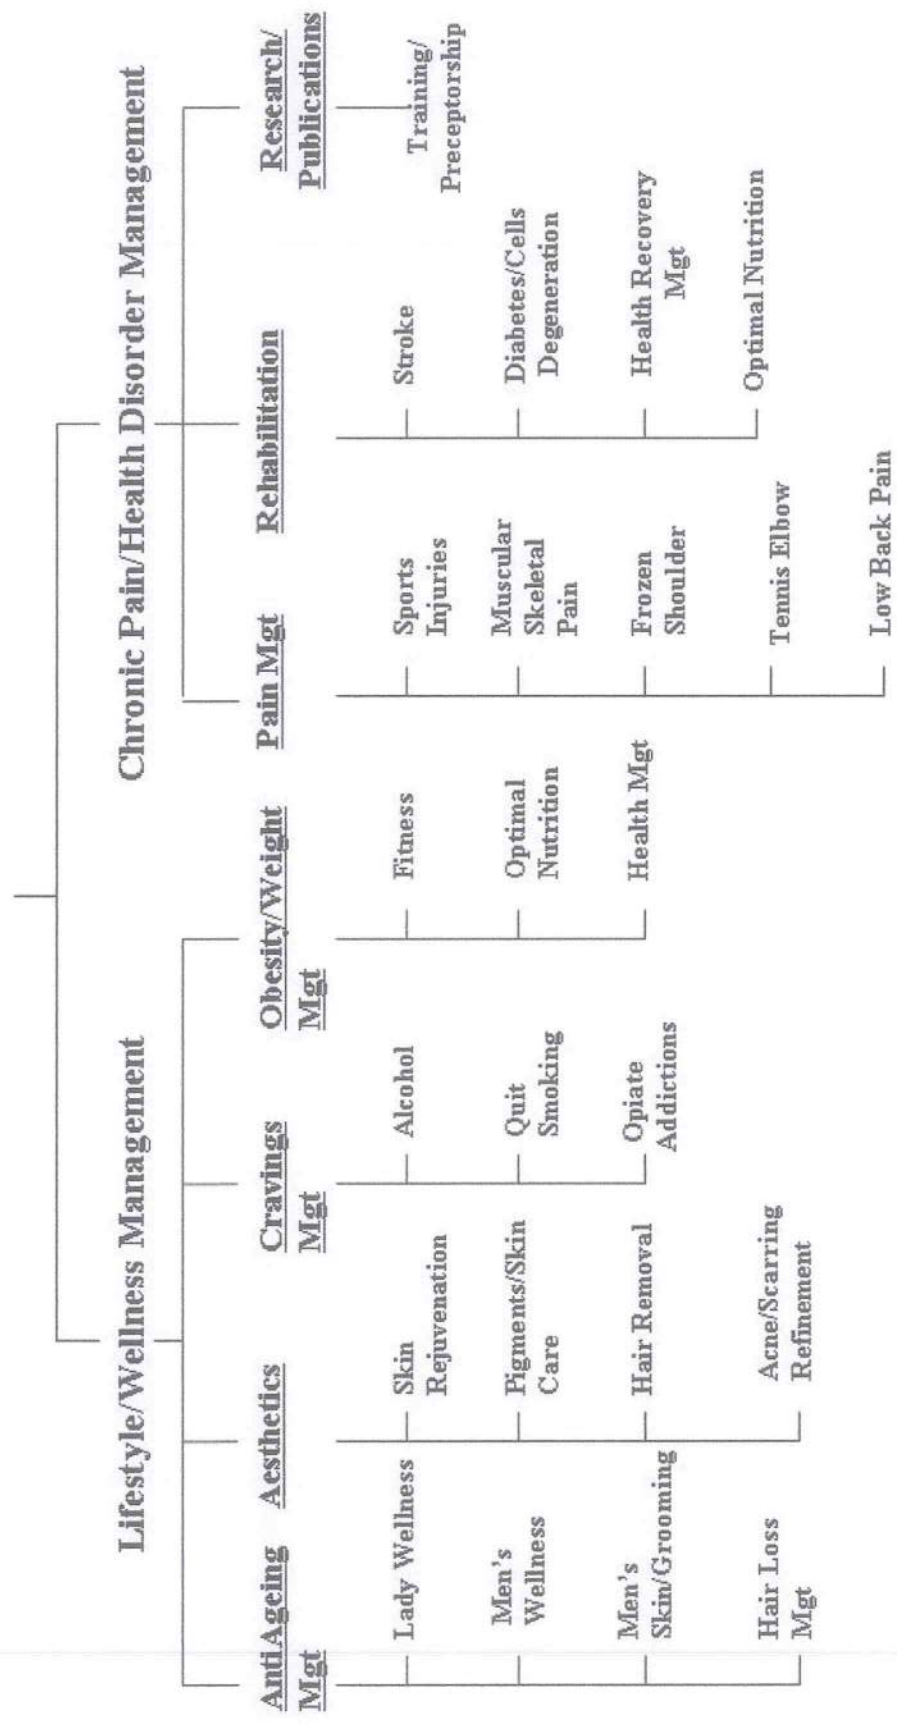 Lifestyle/Wellness Management
AntiAgeing
Mgt
Lady Wellness
Men's
Wellness
Men's
Skin/Grooming
Hair Loss
Mgt
Aesthetics
Skin
Rejuvenation
Pigments/Skin
Care
Hair Removal
Acne/Scarring
Refinement
Cravings
Mgt
Alcohol
Quit
Smoking
Opiate
Addictions
Obesity/Weight
Mgt
Fitness
Optimal
Nutrition
Health Mgt
Chronic Pain/Health Disorder Management
Pain Mgt
Sports
Injuries
Muscular
Skeletal
Pain
Frozen
Shoulder
Tennis Elbow
Low Back Pain
Rehabilitation
Stroke
Diabetes/Cells
Degeneration
Health Recovery
Mgt
Optimal Nutrition
Research/
Publications
Training/
Preceptorship